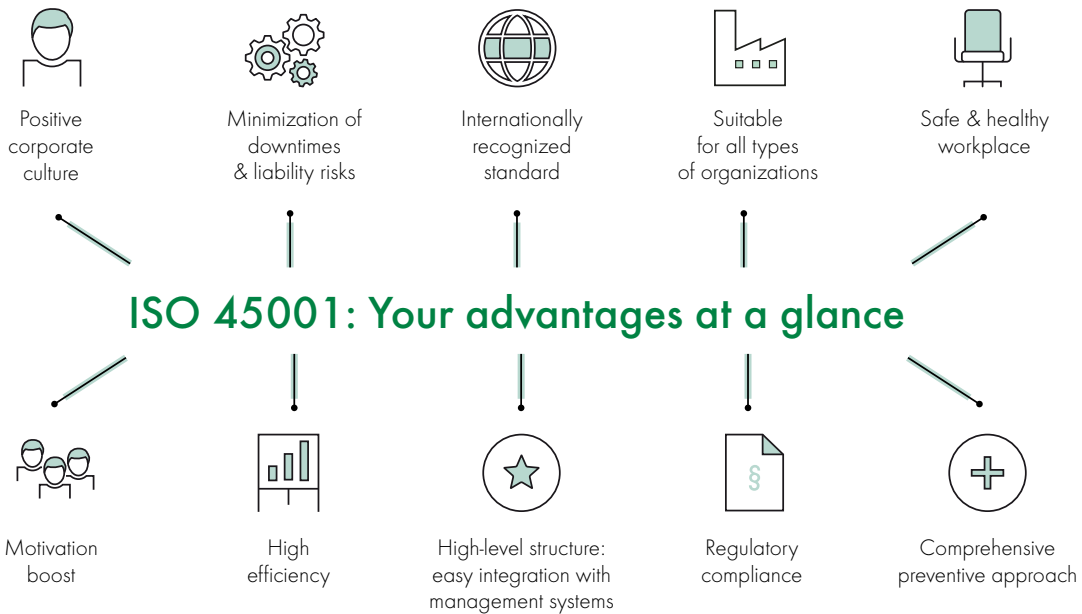 Positive
corporate
culture
Minimization of
downtimes
& liability risks
Internationally
recognized
standard
Suitable
for all types
of organizations
Safe & healthy
workplace
ISO 45001: Your advantages at a glance
§
Motivation
boost
High
efficiency
High-level structure:
easy integration with
management systems
Regulatory
compliance
Comprehensive
preventive approach